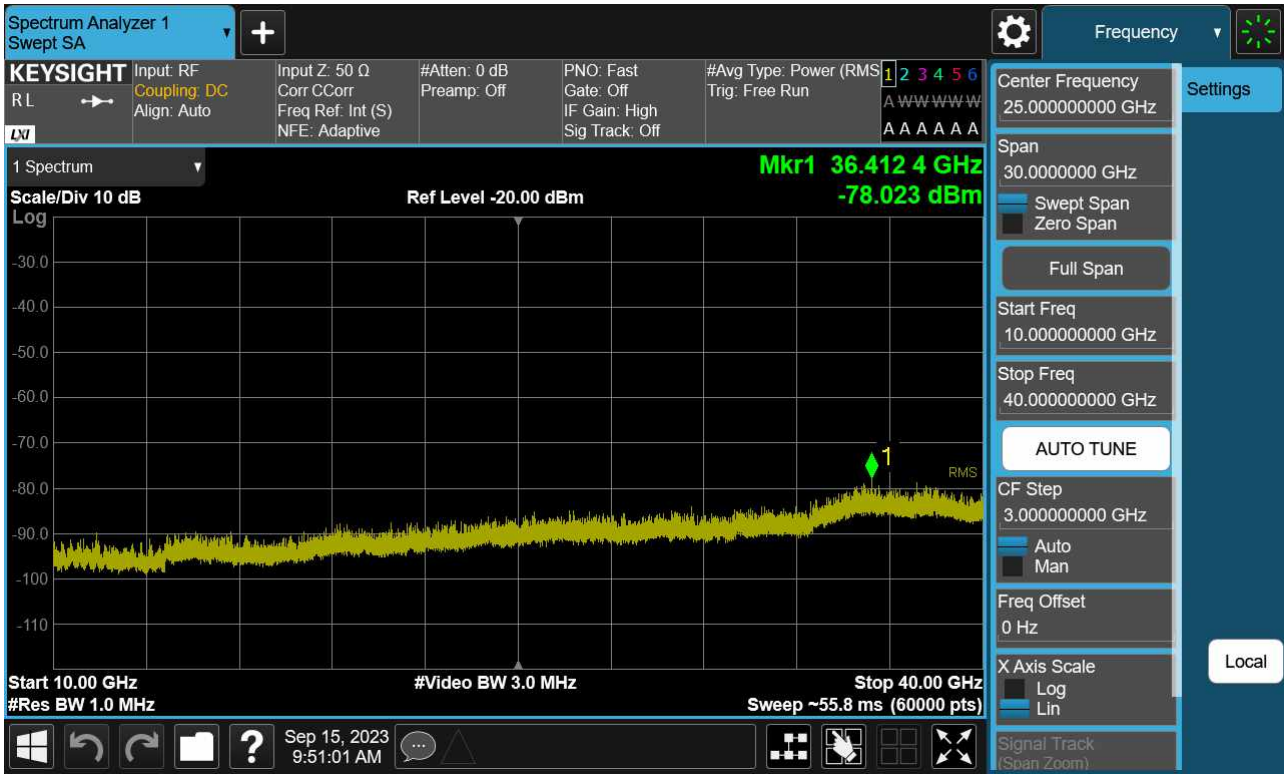 Spectrum Analyzer 1
Swept SA
+
Frequency
KEYSIGHT
RL
LXI
Input: RF
Coupling: DC
Align: Auto
Input Z: 50 Ω
Corr CCorr
Freq Ref: Int (S)
NFE: Adaptive
#Atten: 0 dB
Preamp: Off
PNO: Fast
Gate: Off
IF Gain: High
Sig Track: Off
#Avg Type: Power (RMS
Trig: Free Run
1 2 3 4 5 6
A W W W W W
A A A A A A
1 Spectrum
Mkr1 36.412 4 GHz
Scale/Div 10 dB
Ref Level -20.00 dBm
-78.023 dBm
Log
-30.0
-40.0
-50.0
-60.0
-70.0
-80.0
-90.0
-100
-110
1
RMS
Start 10.00 GHz
#Video BW 3.0 MHz
Stop 40.00 GHz
#Res BW 1.0 MHz
Sweep ~55.8 ms (60000 pts)
Center Frequency
25.000000000 GHz
Settings
Span
30.0000000 GHz
Swept Span
Zero Span
Full Span
Start Freq
10.000000000 GHz
Stop Freq
40.000000000 GHz
AUTO TUNE
CF Step
3.000000000 GHz
Auto
Man
Freq Offset
0 Hz
X Axis Scale
Log
Lin
Local
Signal Track
(Span Zoom)
?
Sep 15, 2023
9:51:01 AM